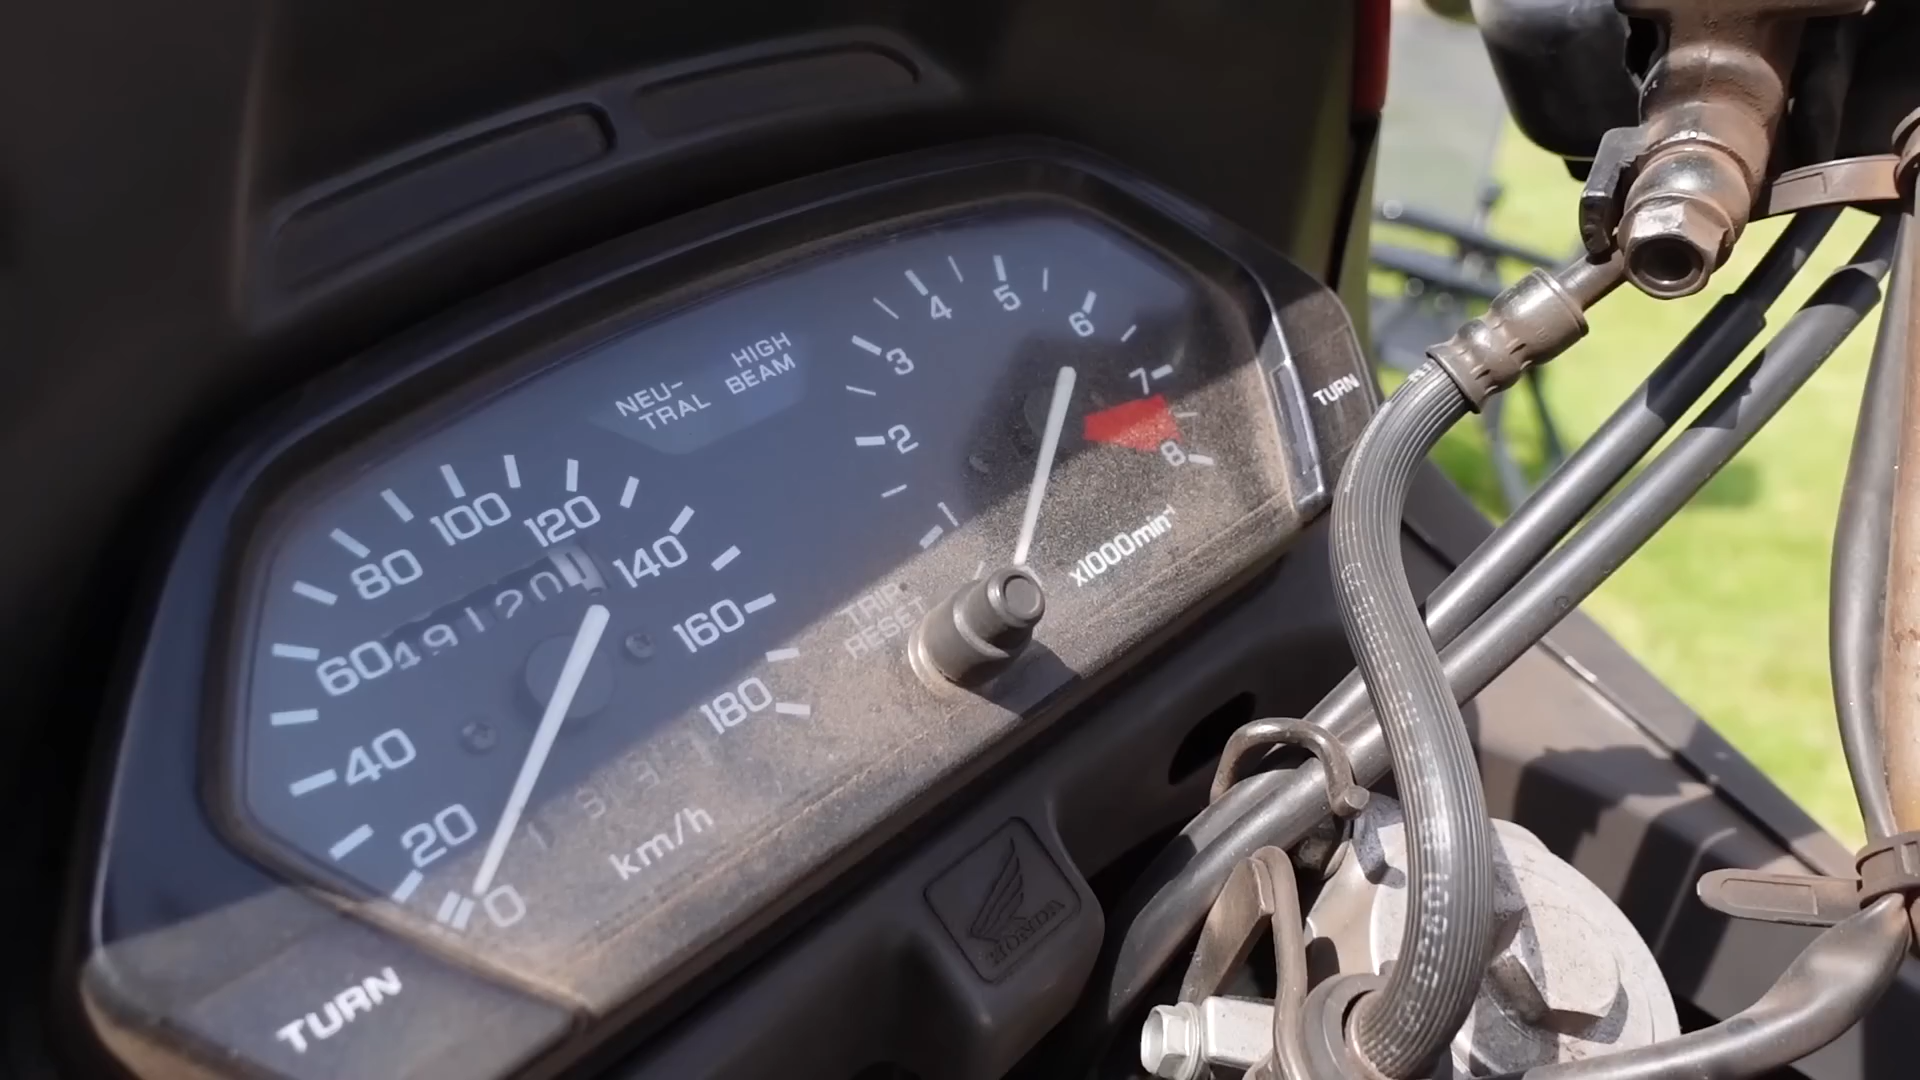 HIGH
BEAM
NEU-
TRAL
TURN
0
20
40
60
80
100
120
140
160
180
km/h
1
2
3
4
5
6
7
8
x1000min⁻¹
TRIP
RESET
TURN
HONDA